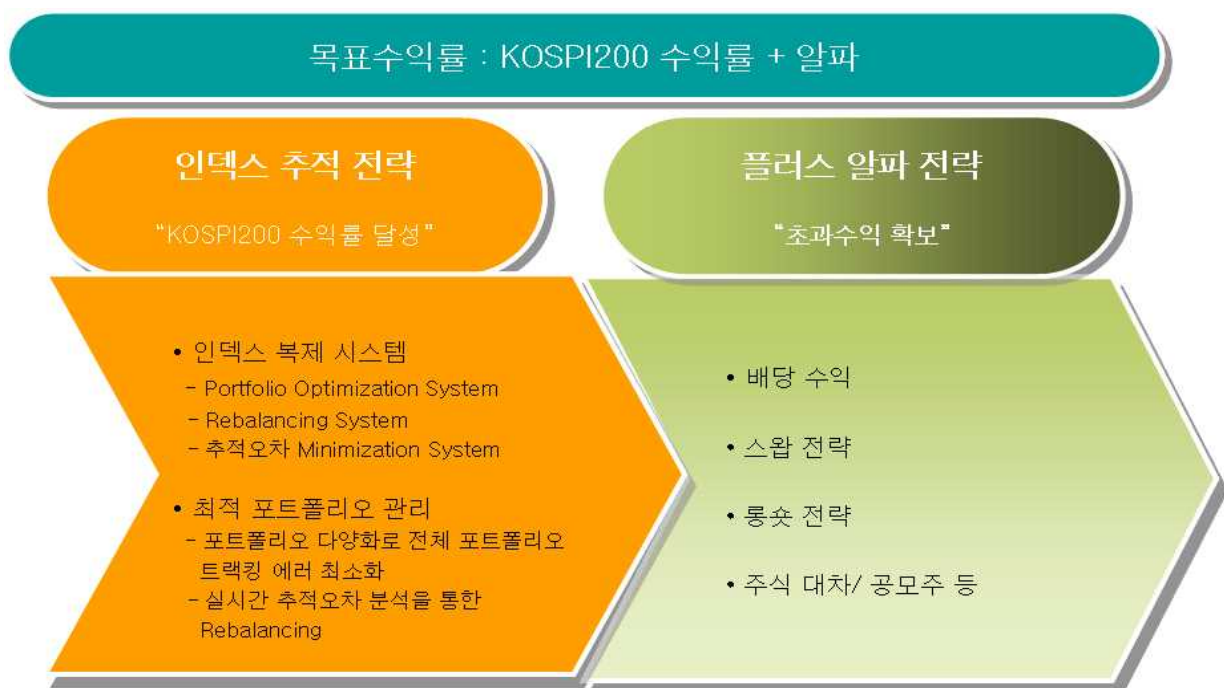 목표수익률 : KOSPI200 수익률 + 알파
인덱스 추적 전략
“KOSPI200 수익률 달성”
• 인덱스 복제 시스템
- Portfolio Optimization System
- Rebalancing System
- 추적오차 Minimization System
• 최적 포트폴리오 관리
- 포트폴리오 다양화로 전체 포트폴리오
트랙킹 에러 최소화
- 실시간 추적오차 분석을 통한
Rebalancing
플러스 알파 전략
“초과수익 확보”
• 배당 수익
• 스왑 전략
• 롱숏 전략
• 주식 대차/ 공모주 등